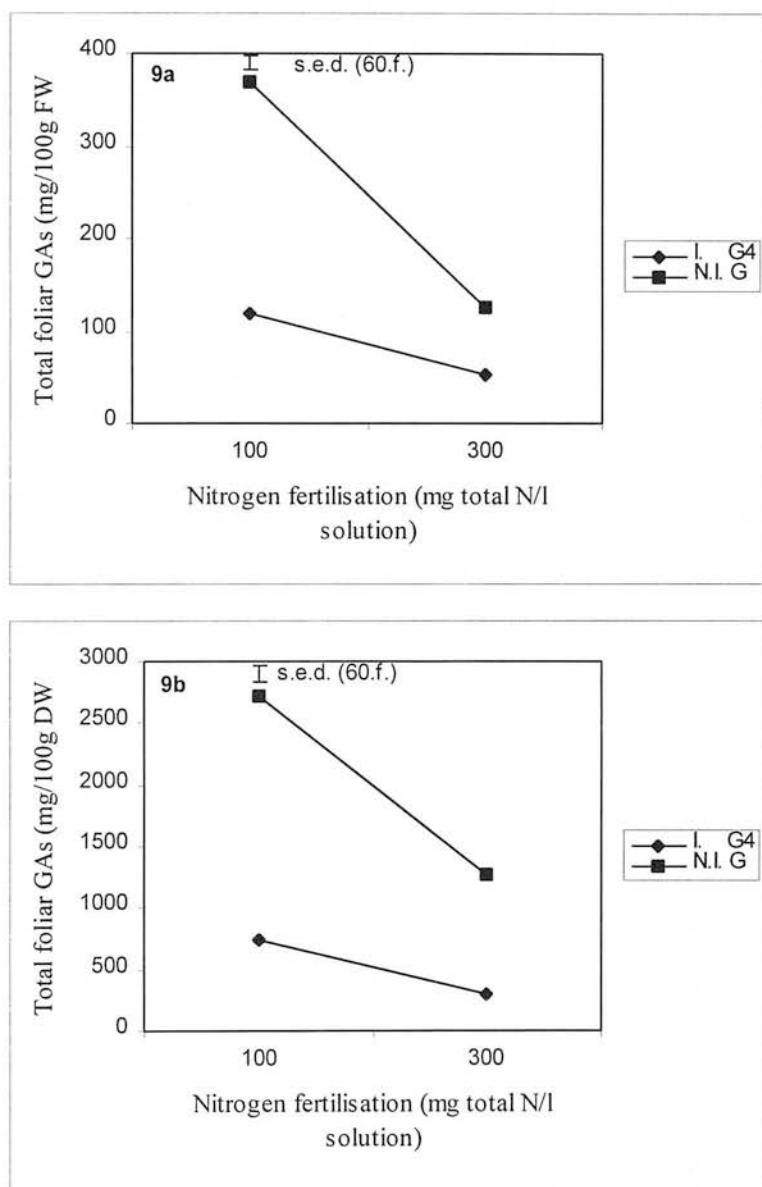 9a
s.e.d. (60.f.)
400
300
200
100
0
Total foliar GAs (mg/100g FW)
100 300
Nitrogen fertilisation (mg total N/l
solution)
I. G4
N.I. G
9b
s.e.d. (60.f.)
3000
2500
2000
1500
1000
500
0
Total foliar GAs (mg/100g DW)
100 300
Nitrogen fertilisation (mg total N/l
solution)
I. G4
N.I. G